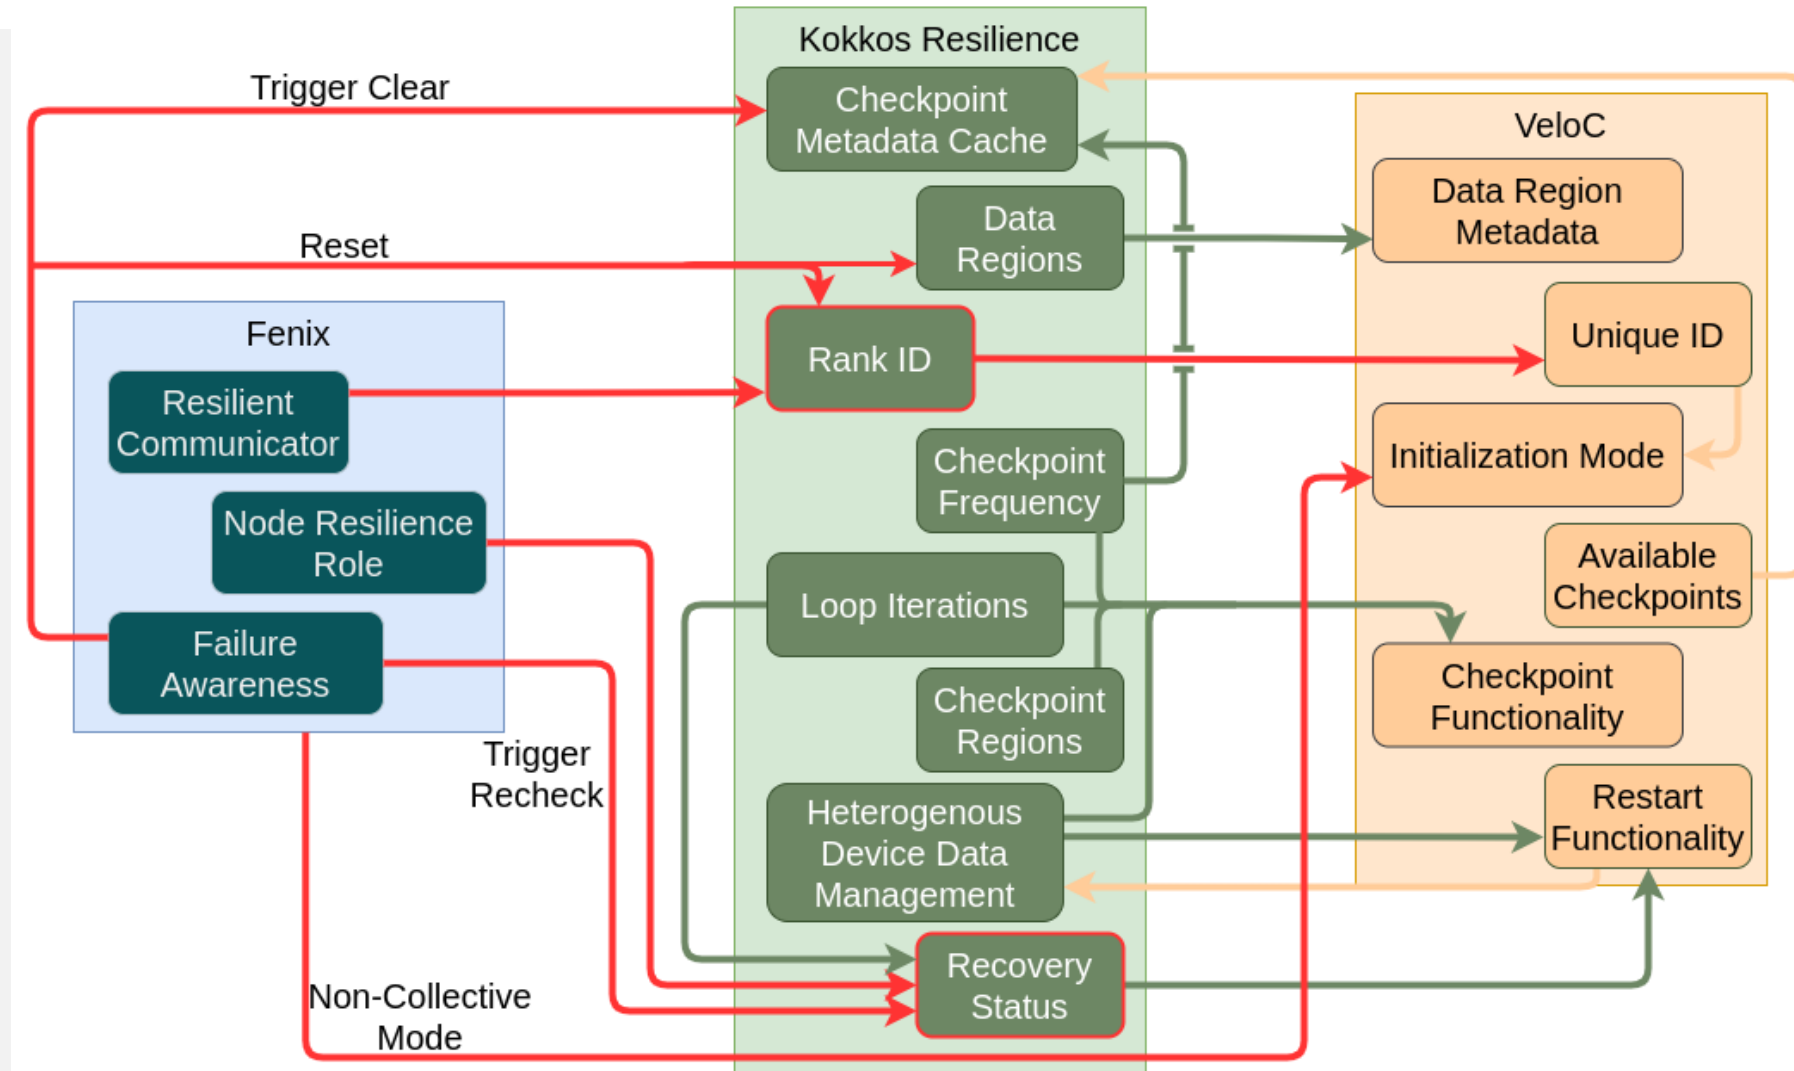 Kokkos Resilience
Trigger Clear
Checkpoint
Metadata Cache
VeloC
Data Region
Metadata
Data
Regions
Reset
Fenix
Unique ID
Rank ID
Resilient
Communicator
Initialization Mode
Checkpoint
Frequency
Node Resilience
Role
Available
Checkpoints
Loop Iterations
Failure
Awareness
Checkpoint
Functionality
Checkpoint
Regions
Trigger
Recheck
Restart
Functionality
Heterogenous
Device Data
Management
Recovery
Status
Non-Collective
Mode